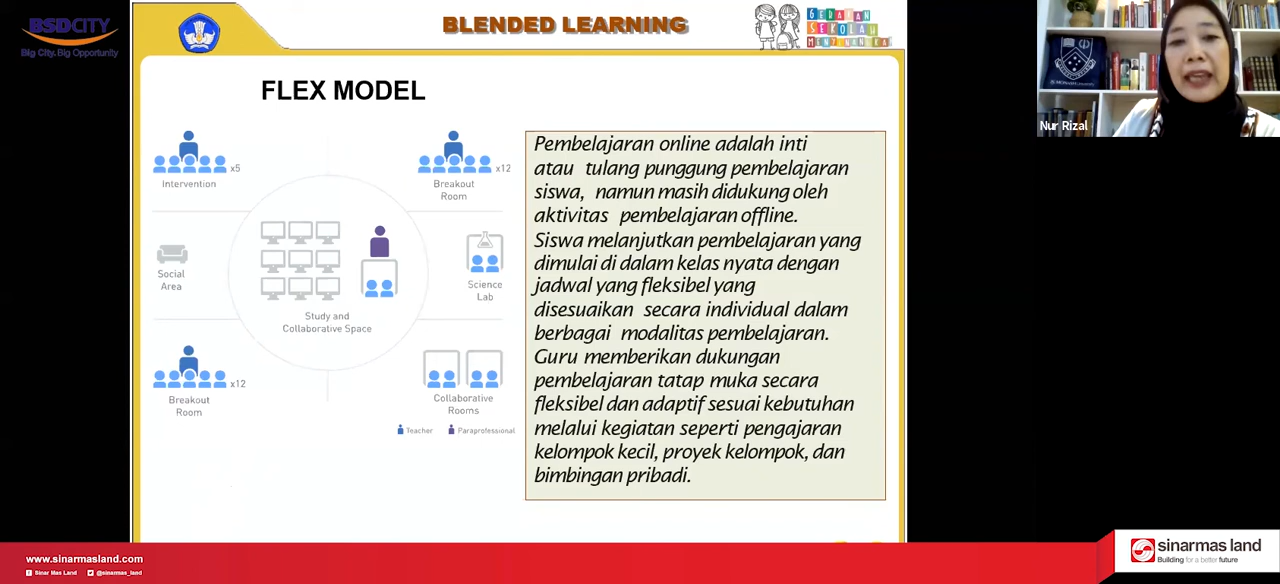 BSDCITY
Big City. Big Opportunity
BLENDED LEARNING
GERAKAN
SEKOLAH
MENYENANGKAN
Nur Rizal
FLEX MODEL
x5
Intervention
x12
Breakout
Room
Social
Area
Study and
Collaborative Space
Science
Lab
x12
Breakout
Room
Collaborative
Rooms
Teacher
Paraprofessional
Pembelajaran online adalah inti
atau tulang punggung pembelajaran
siswa, namun masih didukung oleh
aktivitas pembelajaran offline.
Siswa melanjutkan pembelajaran yang
dimulai di dalam kelas nyata dengan
jadwal yang fleksibel yang
disesuaikan secara individual dalam
berbagai modalitas pembelajaran.
Guru memberikan dukungan
pembelajaran tatap muka secara
fleksibel dan adaptif sesuai kebutuhan
melalui kegiatan seperti pengajaran
kelompok kecil, proyek kelompok, dan
bimbingan pribadi.
www.sinarmasland.com
Sinar Mas Land @sinarmas_land
sinarmas land
Building for a better future